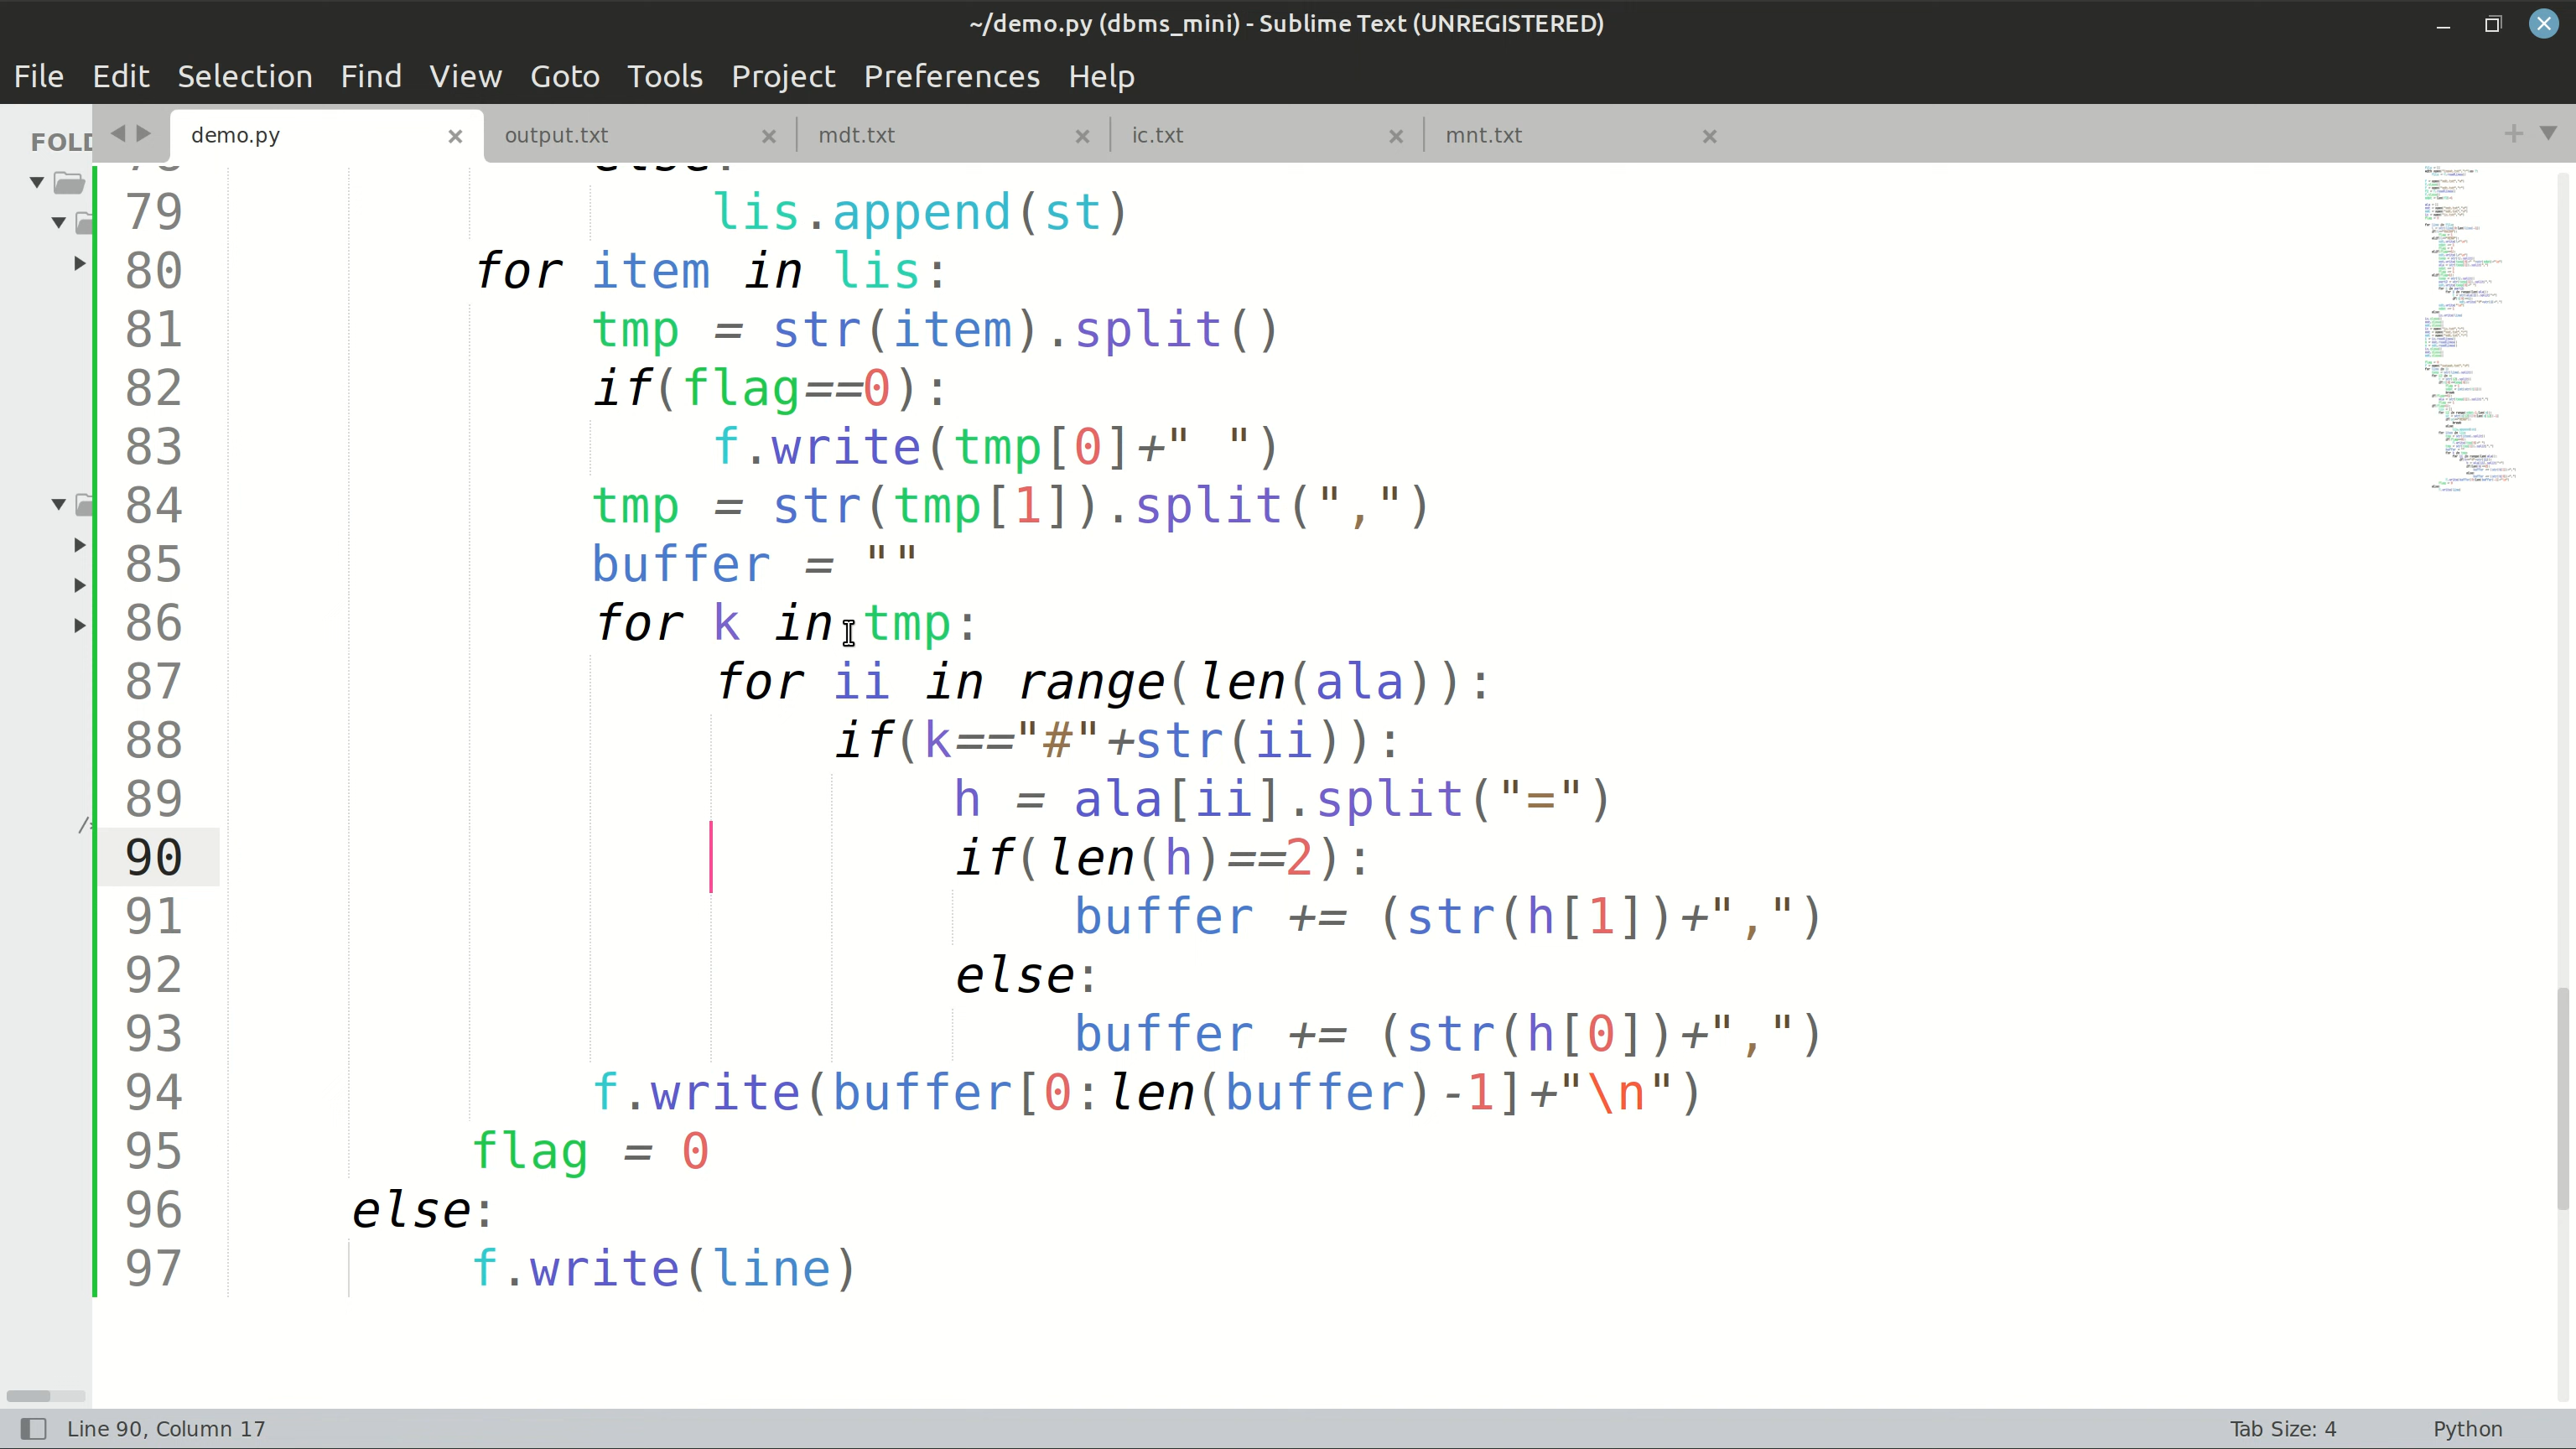 ~/demo.py (dbms_mini) - Sublime Text (UNREGISTERED)
File Edit Selection Find View Goto Tools Project Preferences Help
FOLD
demo.py output.txt mdt.txt ic.txt mnt.txt
78 else:
79 lis.append(st)
80 for item in lis:
81 tmp = str(item).split()
82 if(flag==0):
83 f.write(tmp[0]+" ")
84 tmp = str(tmp[1]).split(",")
85 buffer = ""
86 for k in tmp:
87 for ii in range(len(ala)):
88 if(k=="#"+str(ii)):
89 h = ala[ii].split("=")
90 if(len(h)==2):
91 buffer += (str(h[1])+",")
92 else:
93 buffer += (str(h[0])+",")
94 f.write(buffer[0:len(buffer)-1]+"\n")
95 flag = 0
96 else:
97 f.write(line)
Line 90, Column 17
Tab Size: 4 Python